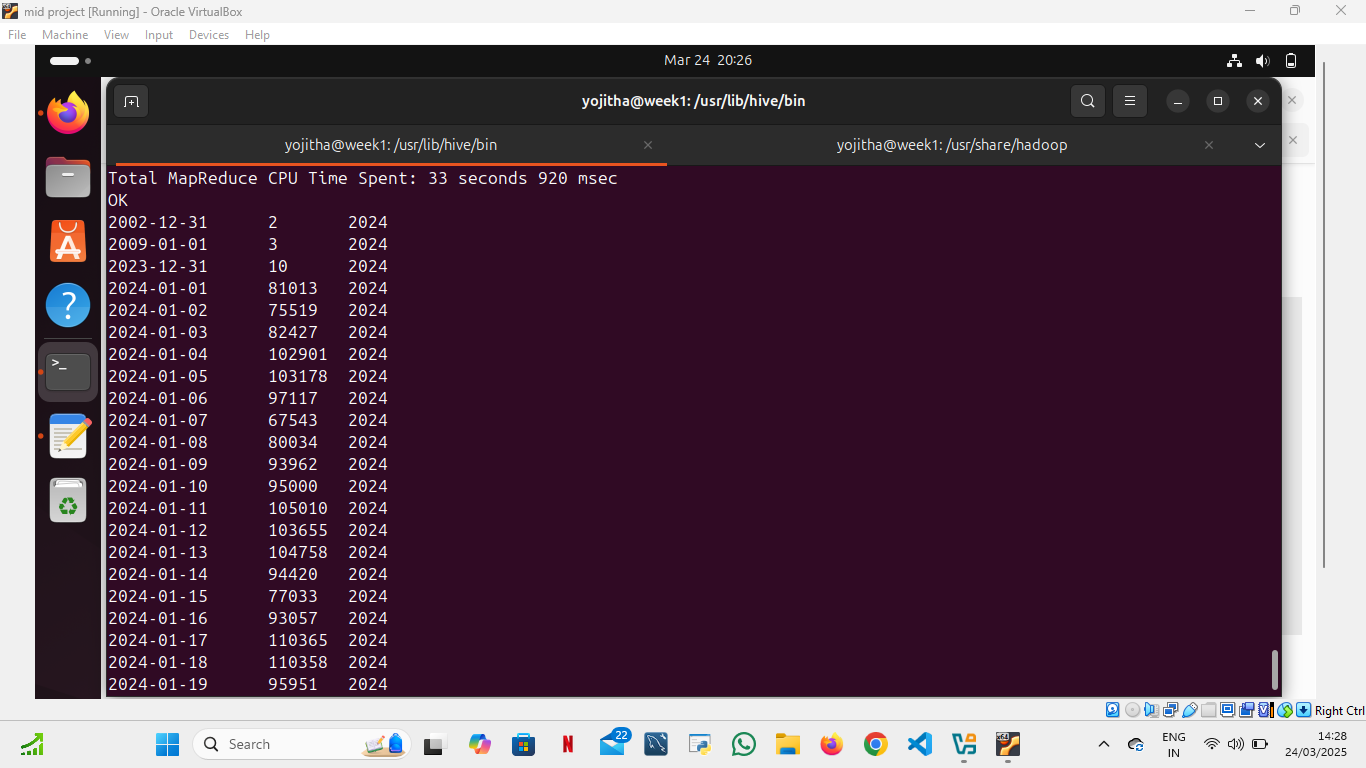 mid project [Running] - Oracle VirtualBox
File Machine View Input Devices Help
Mar 24 20:26
yojitha@week1: /usr/lib/hive/bin
yojitha@week1: /usr/lib/hive/bin
yojitha@week1: /usr/share/hadoop
Total MapReduce CPU Time Spent: 33 seconds 920 msec
OK
2002-12-31 2 2024
2009-01-01 3 2024
2023-12-31 10 2024
2024-01-01 81013 2024
2024-01-02 75519 2024
2024-01-03 82427 2024
2024-01-04 102901 2024
2024-01-05 103178 2024
2024-01-06 97117 2024
2024-01-07 67543 2024
2024-01-08 80034 2024
2024-01-09 93962 2024
2024-01-10 95000 2024
2024-01-11 105010 2024
2024-01-12 103655 2024
2024-01-13 104758 2024
2024-01-14 94420 2024
2024-01-15 77033 2024
2024-01-16 93057 2024
2024-01-17 110365 2024
2024-01-18 110358 2024
2024-01-19 95951 2024
Right Ctrl
Search
22
ENG
IN
14:28
24/03/2025